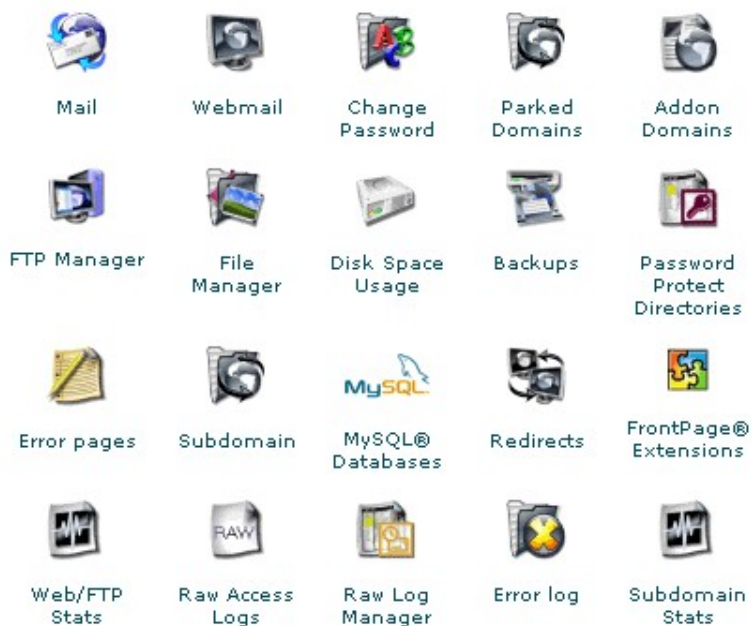 Mail
Webmail
Change
Password
Parked
Domains
Addon
Domains
FTP Manager
File
Manager
Disk Space
Usage
Backups
Password
Protect
Directories
Error pages
Subdomain
MySQL
MySQL®
Databases
Redirects
FrontPage®
Extensions
Web/FTP
Stats
RAW
Raw Access
Logs
Raw Log
Manager
Error log
Subdomain
Stats